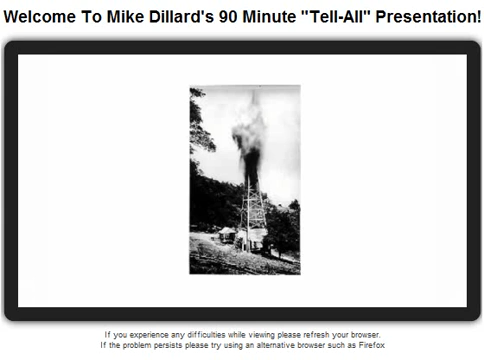 Welcome To Mike Dillard's 90 Minute "Tell-All" Presentation!
If you experience any difficulties while viewing please refresh your browser.
If the problem persists please try using an alternative browser such as Firefox